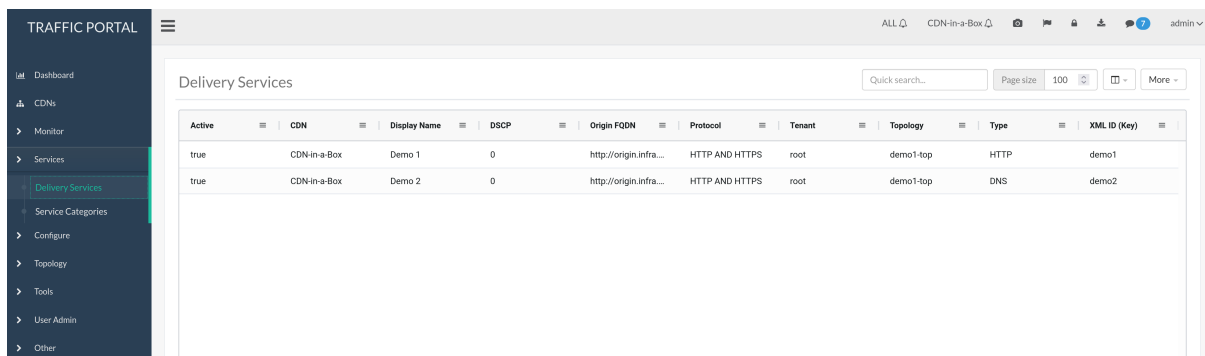 TRAFFIC PORTAL
ALL CDN-in-a-Box 7 admin
Dashboard
CDNs
Monitor
Services
Delivery Services
Service Categories
Configure
Topology
Tools
User Admin
Other
Delivery Services
Quick search... Page size 100 More
Active CDN Display Name DSCP Origin FQDN Protocol Tenant Topology Type XML ID (Key)
true CDN-in-a-Box Demo 1 0 http://origin.infra.... HTTP AND HTTPS root demo1-top HTTP demo1
true CDN-in-a-Box Demo 2 0 http://origin.infra.... HTTP AND HTTPS root demo1-top DNS demo2